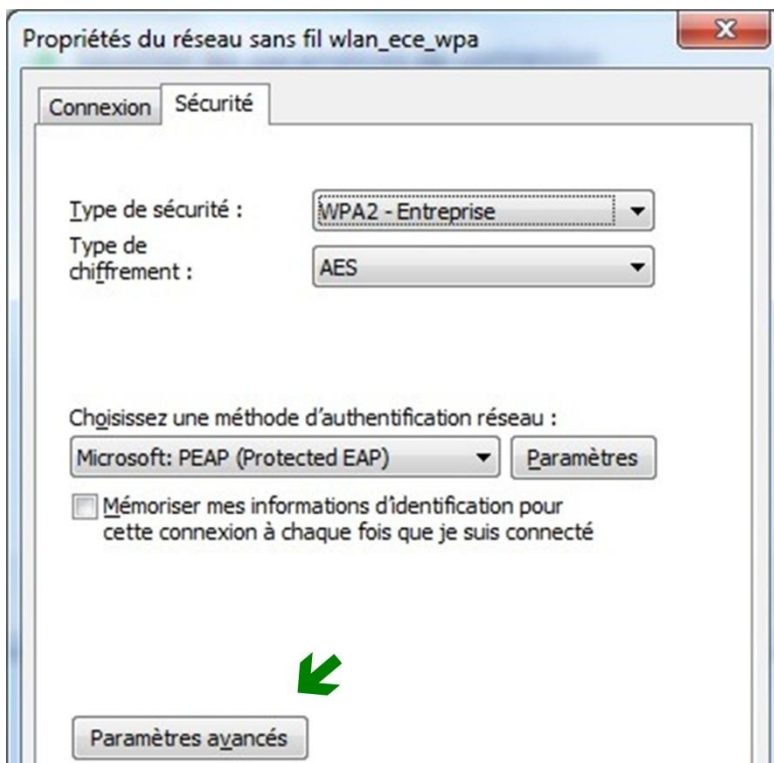 Propriétés du réseau sans fil wlan_ece_wpa
Connexion Sécurité
Type de sécurité : WPA2 - Entreprise
Type de
chiffrement : AES
Choisissez une méthode d'authentification réseau :
Microsoft: PEAP (Protected EAP) Paramètres
Mémoriser mes informations d'identification pour
cette connexion à chaque fois que je suis connecté
Paramètres avancés